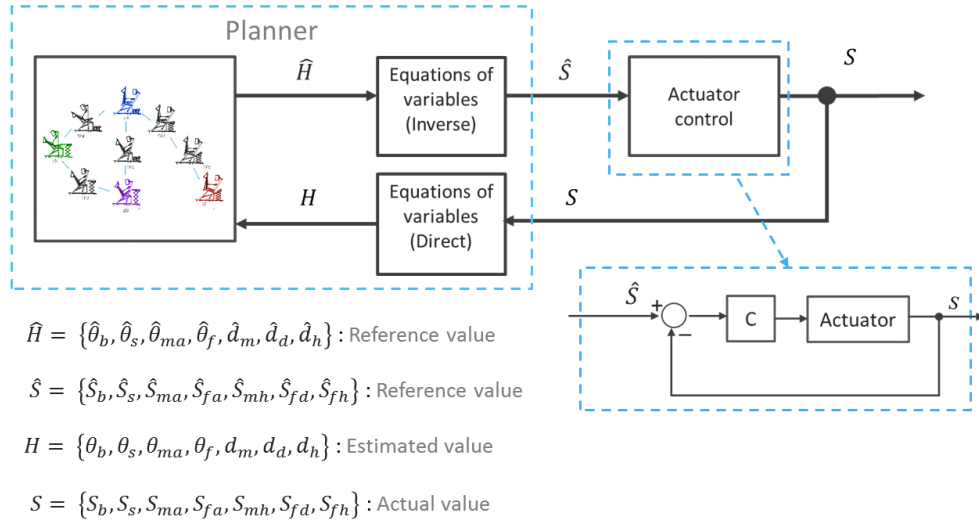 Planner
Ĥ
Equations of
variables
(Inverse)
Ŝ
Actuator
control
S
H
Equations of
variables
(Direct)
S
Ŝ
+
−
C
Actuator
s
Ĥ = {θ̂_b, θ̂_s, θ̂_ma, θ̂_f, d̂_m, d̂_d, d̂_h} : Reference value
Ŝ = {Ŝ_b, Ŝ_s, Ŝ_ma, Ŝ_fa, Ŝ_mh, Ŝ_fd, Ŝ_fh} : Reference value
H = {θ_b, θ_s, θ_ma, θ_f, d_m, d_d, d_h} : Estimated value
S = {S_b, S_s, S_ma, S_fa, S_mh, S_fd, S_fh} : Actual value